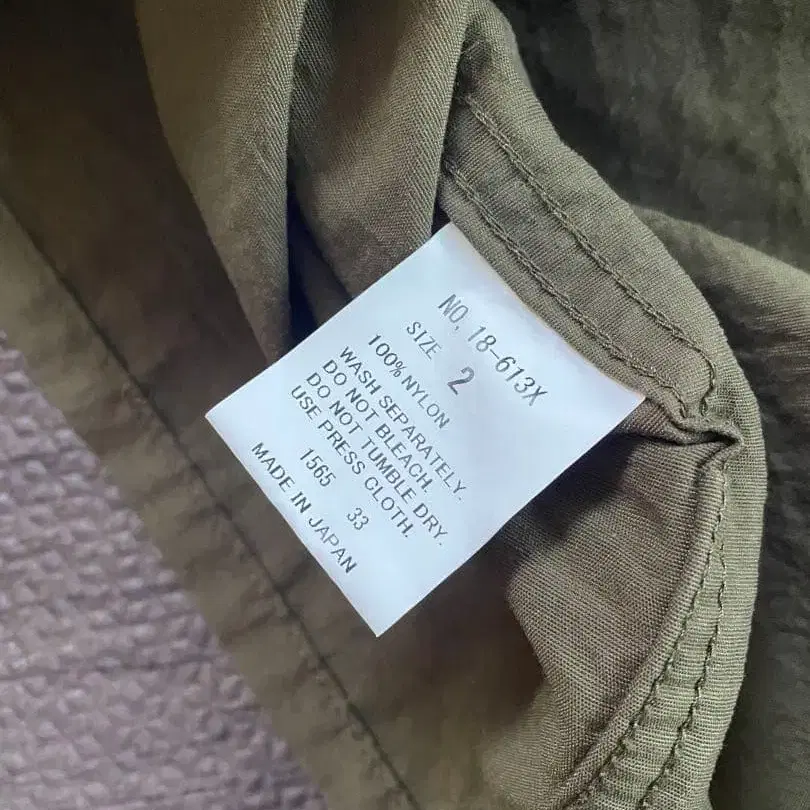 NO, 18-613X
SIZE 2
100% NYLON
WASH SEPARATELY.
DO NOT BLEACH.
DO NOT TUMBLE DRY.
USE PRESS CLOTH.
1565 33
MADE IN JAPAN